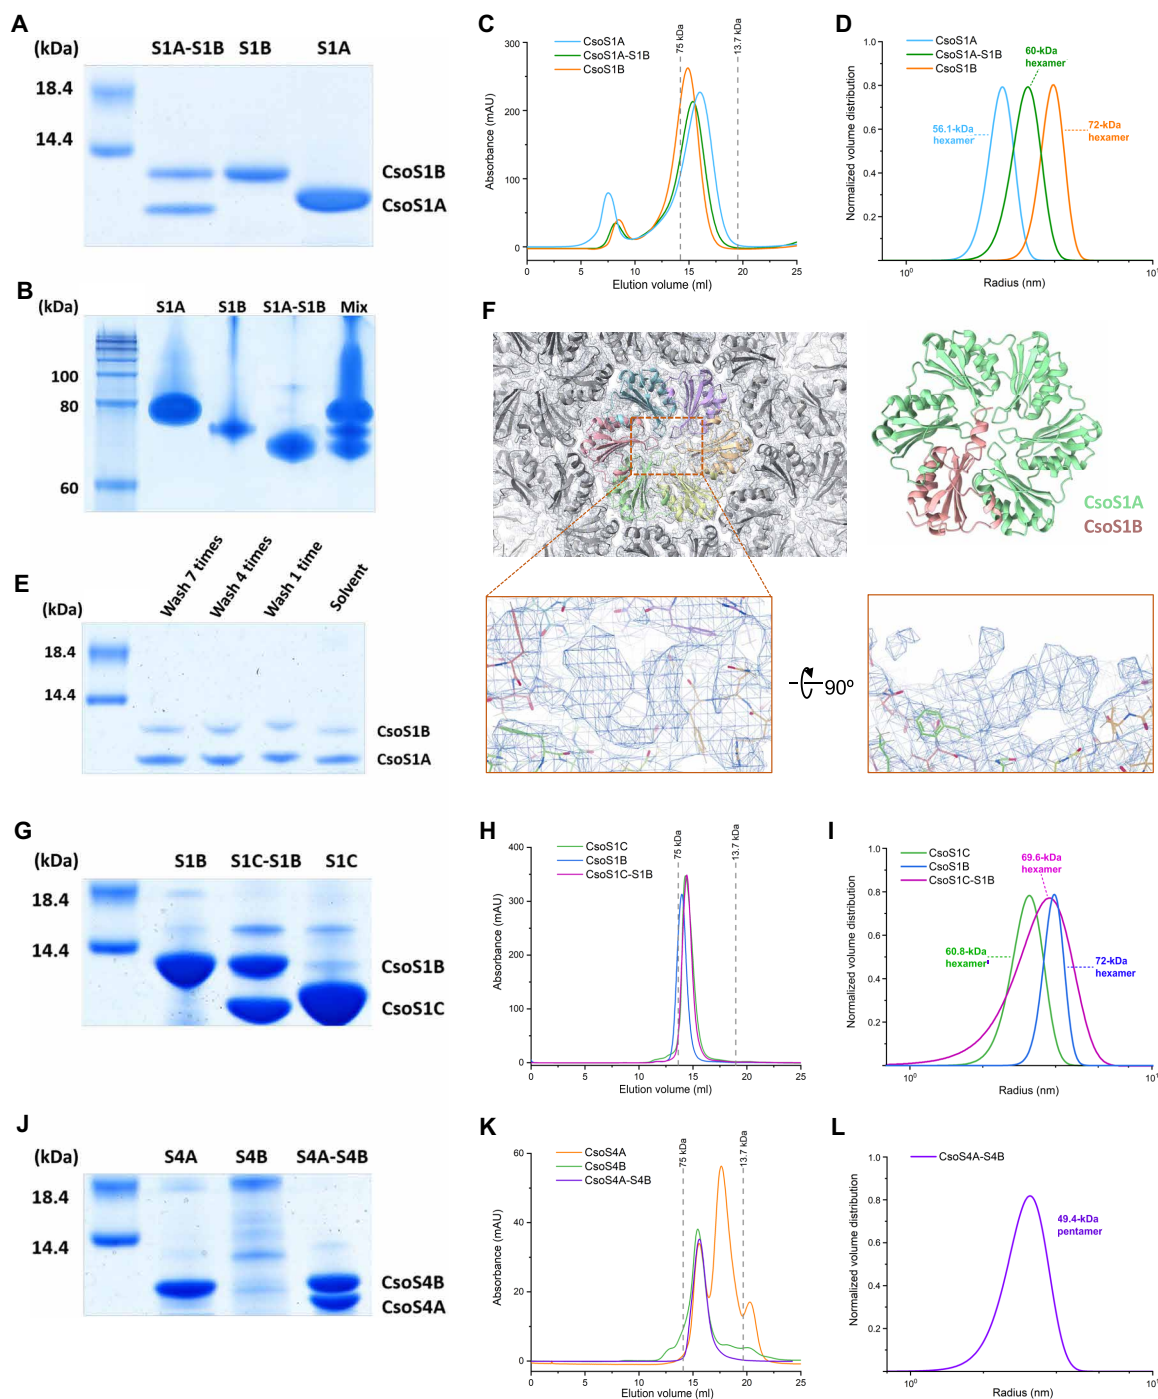 A
(kDa)
S1A-S1B S1B S1A
18.4
14.4
CsoS1B
CsoS1A
B
(kDa)
S1A S1B S1A-S1B Mix
100
80
60
C
CsoS1A
CsoS1A-S1B
CsoS1B
75 kDa
13.7 kDa
Absorbance (mAU)
300
200
100
0
0 5 10 15 20 25
Elution volume (ml)
D
CsoS1A
CsoS1A-S1B
CsoS1B
60-kDa
hexamer
56.1-kDa
hexamer
72-kDa
hexamer
Normalized volume distribution
1.0
0.8
0.6
0.4
0.2
10⁰
Radius (nm)
E
(kDa)
Wash 7 times
Wash 4 times
Wash 1 time
Solvent
18.4
14.4
CsoS1B
CsoS1A
F
CsoS1A
CsoS1B
90º
G
(kDa)
S1B S1C-S1B S1C
18.4
14.4
CsoS1B
CsoS1C
H
CsoS1C
CsoS1B
CsoS1C-S1B
75 kDa
13.7 kDa
Absorbance (mAU)
400
300
200
100
0
0 5 10 15 20 25
Elution volume (ml)
I
CsoS1C
CsoS1B
CsoS1C-S1B
69.6-kDa
hexamer
60.8-kDa
hexamer
72-kDa
hexamer
Normalized volume distribution
1.0
0.8
0.6
0.4
0.2
10⁰
Radius (nm)
J
(kDa)
S4A S4B S4A-S4B
18.4
14.4
CsoS4B
CsoS4A
K
CsoS4A
CsoS4B
CsoS4A-S4B
75 kDa
13.7 kDa
Absorbance (mAU)
60
40
20
0
0 5 10 15 20 25
Elution volume (ml)
L
CsoS4A-S4B
49.4-kDa
pentamer
Normalized volume distribution
1.0
0.8
0.6
0.4
0.2
10⁰
Radius (nm)